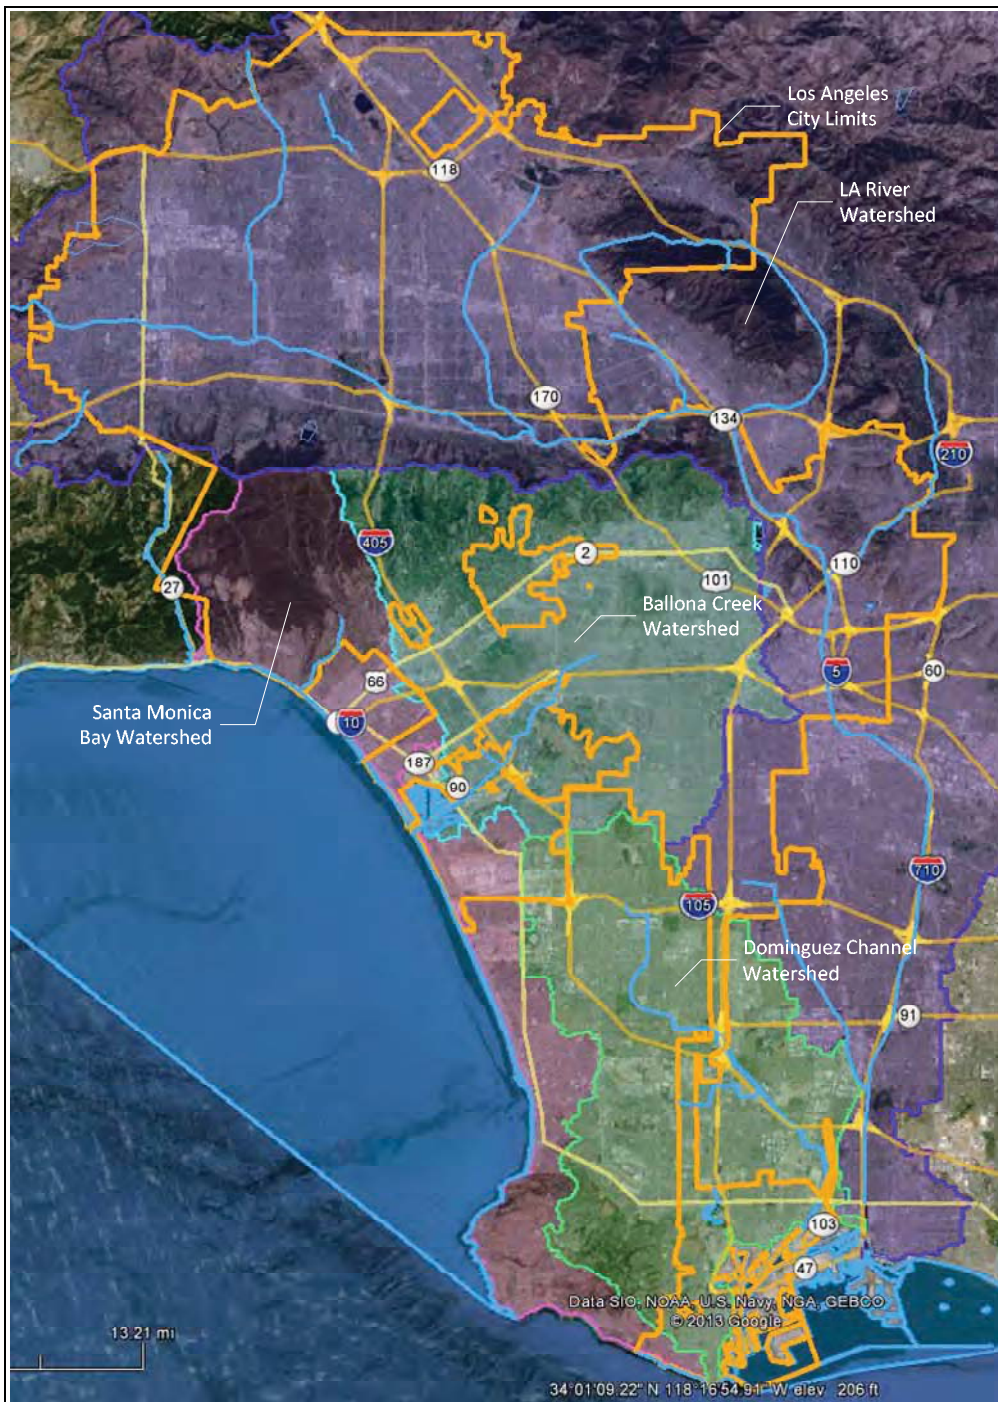 Los Angeles
City Limits
118
LA River
Watershed
170
134
210
405
2
110
101
27
Ballona Creek
Watershed
5
60
66
Santa Monica
Bay Watershed
10
187
90
710
105
Dominguez Channel
Watershed
91
103
47
Data SIO, NOAA, U.S. Navy, NGA, GEBCO
© 2013 Google
13.21 mi
34°01'09.22" N 118°16'54.91" W elev 206 ft